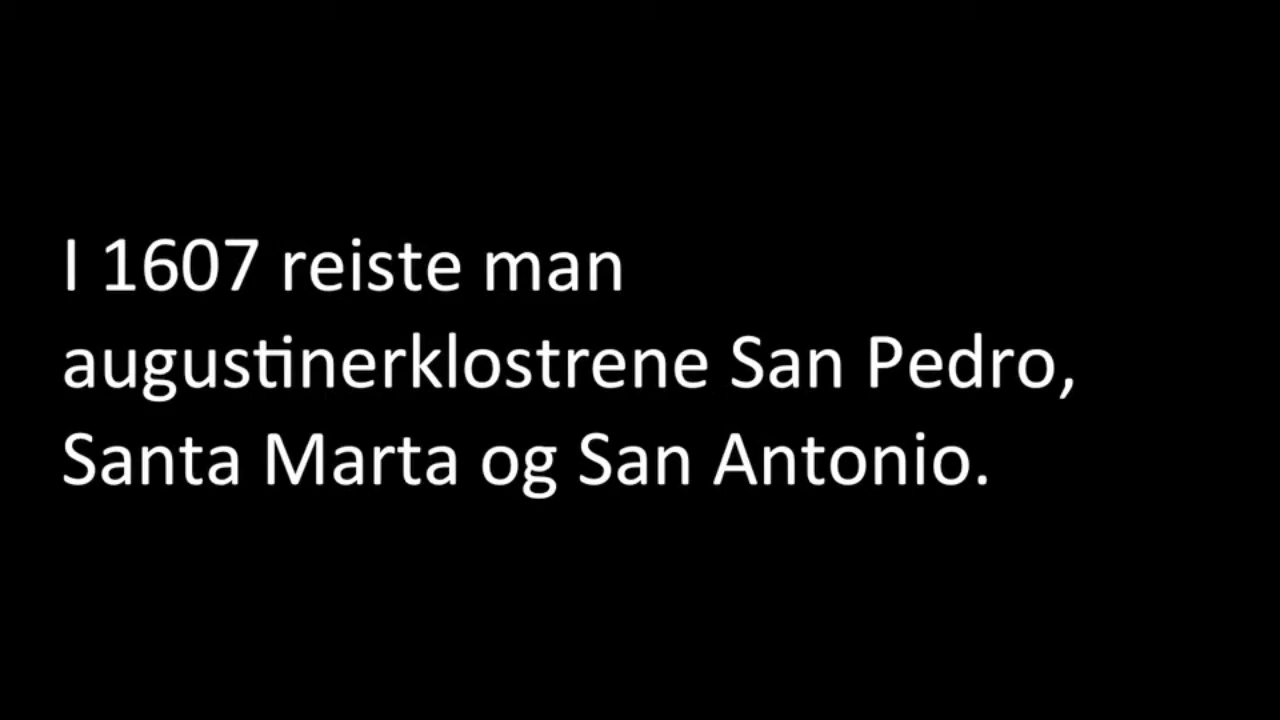 I 1607 reiste man
augustinerklostrene San Pedro,
Santa Marta og San Antonio.